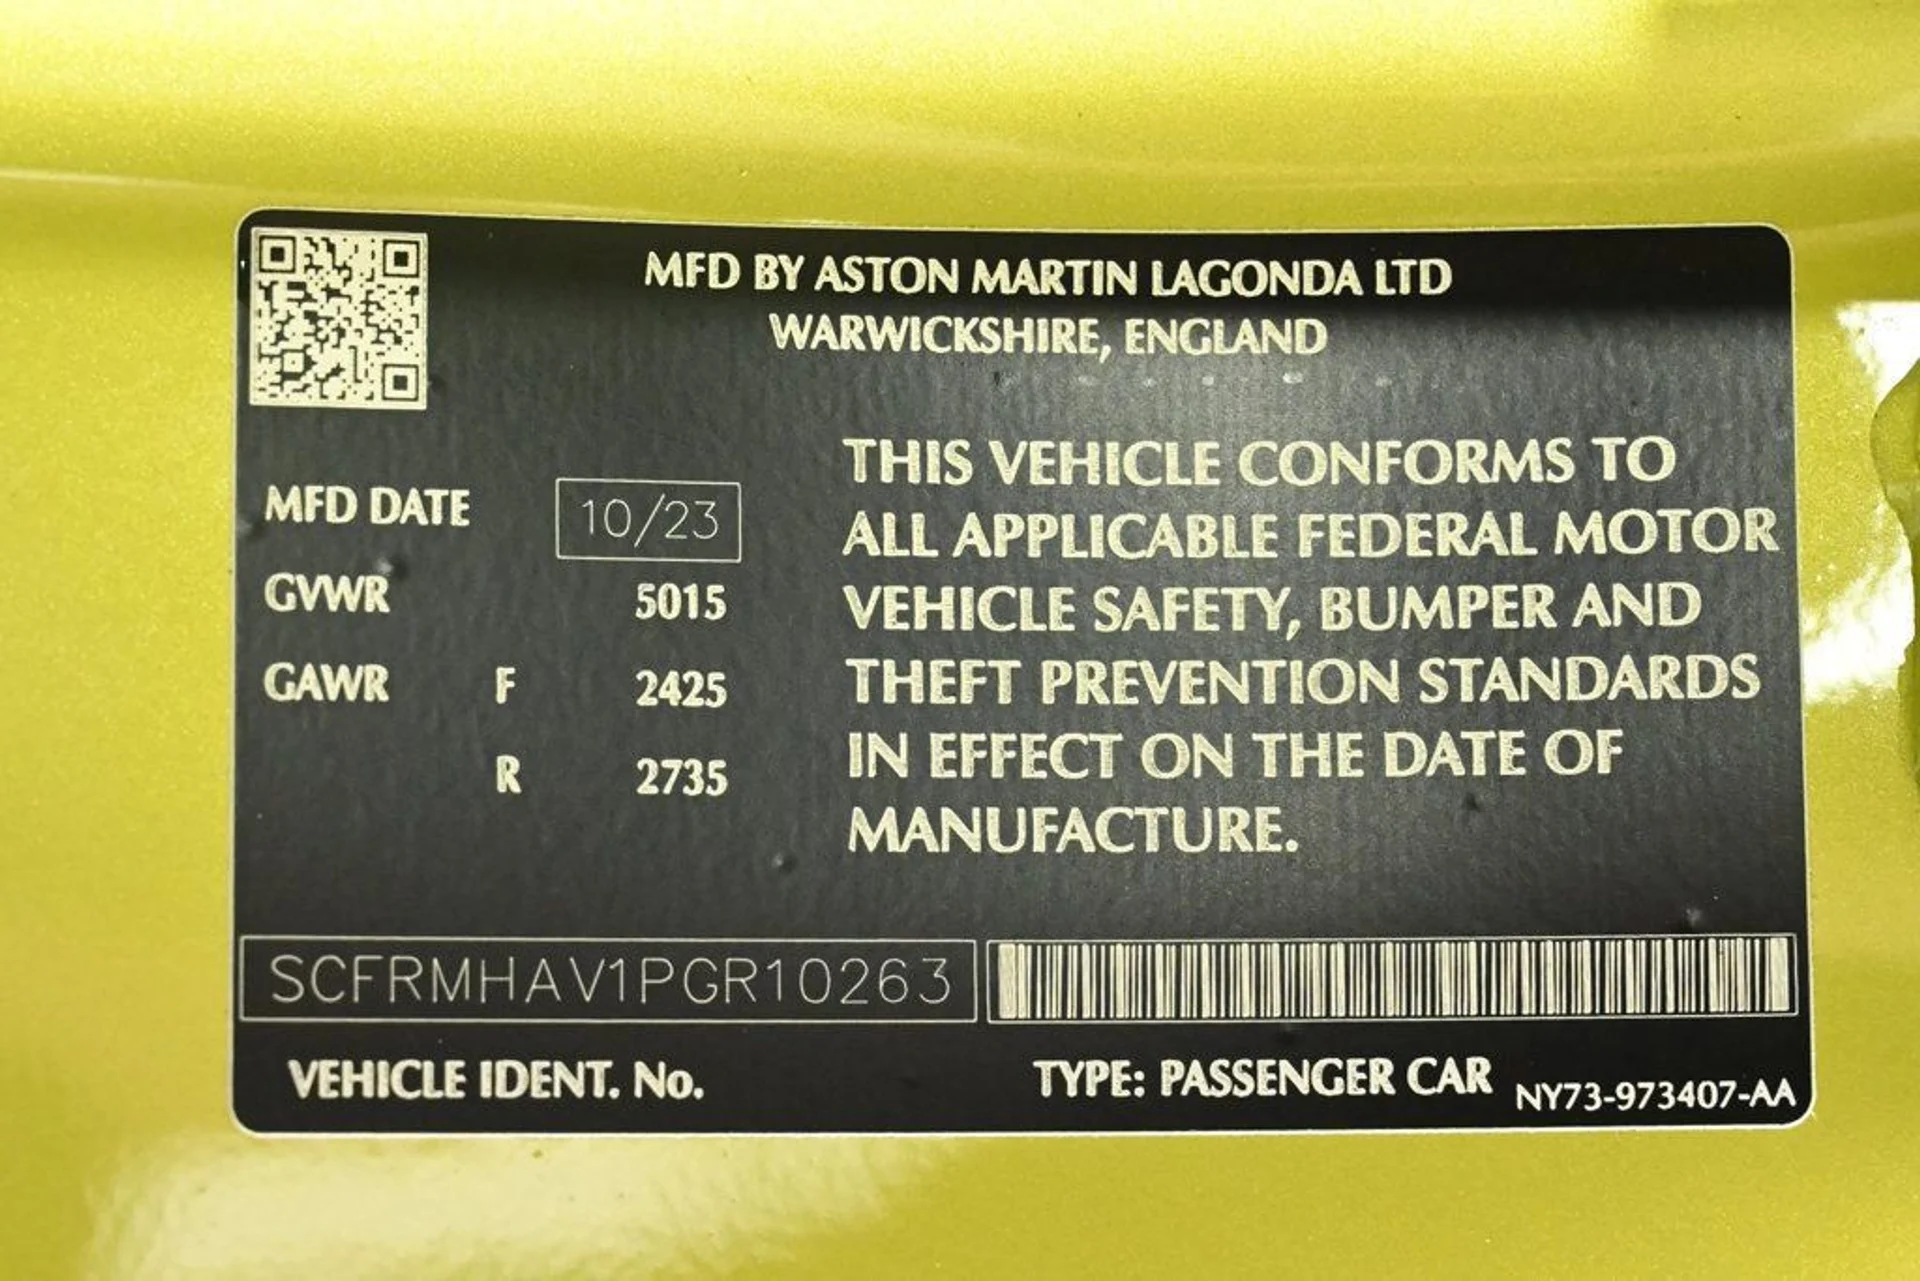 MFD BY ASTON MARTIN LAGONDA LTD
WARWICKSHIRE, ENGLAND
MFD DATE 10/23
GVWR 5015
GAWR F 2425
R 2735
THIS VEHICLE CONFORMS TO
ALL APPLICABLE FEDERAL MOTOR
VEHICLE SAFETY, BUMPER AND
THEFT PREVENTION STANDARDS
IN EFFECT ON THE DATE OF
MANUFACTURE.
SCFRMHAV1PGR10263
VEHICLE IDENT. No.
TYPE: PASSENGER CAR
NY73-973407-AA